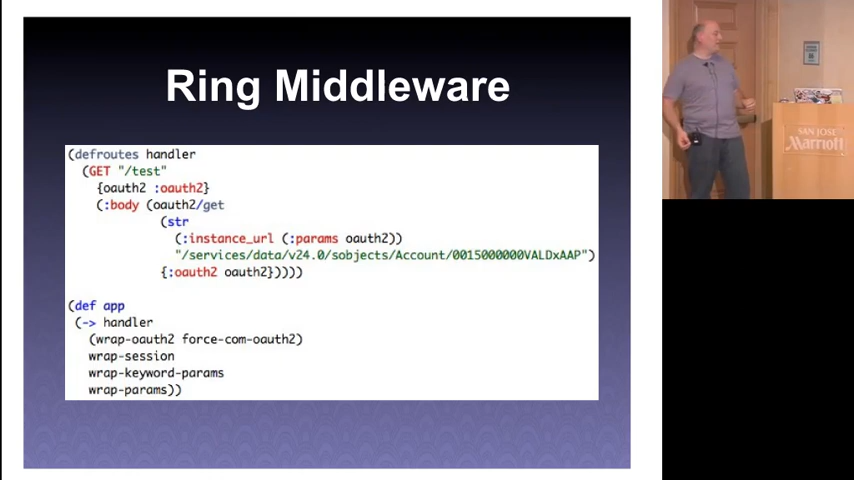 Ring Middleware
(defroutes handler
(GET "/test"
{oauth2 :oauth2}
(:body (oauth2/get
(str
(:instance_url (:params oauth2))
"/services/data/v24.0/sobjects/Account/0015000000VALDxAAP")
{:oauth2 oauth2}))))
(def app
(-> handler
(wrap-oauth2 force-com-oauth2)
wrap-session
wrap-keyword-params
wrap-params))
SAN JOSE
Marriott